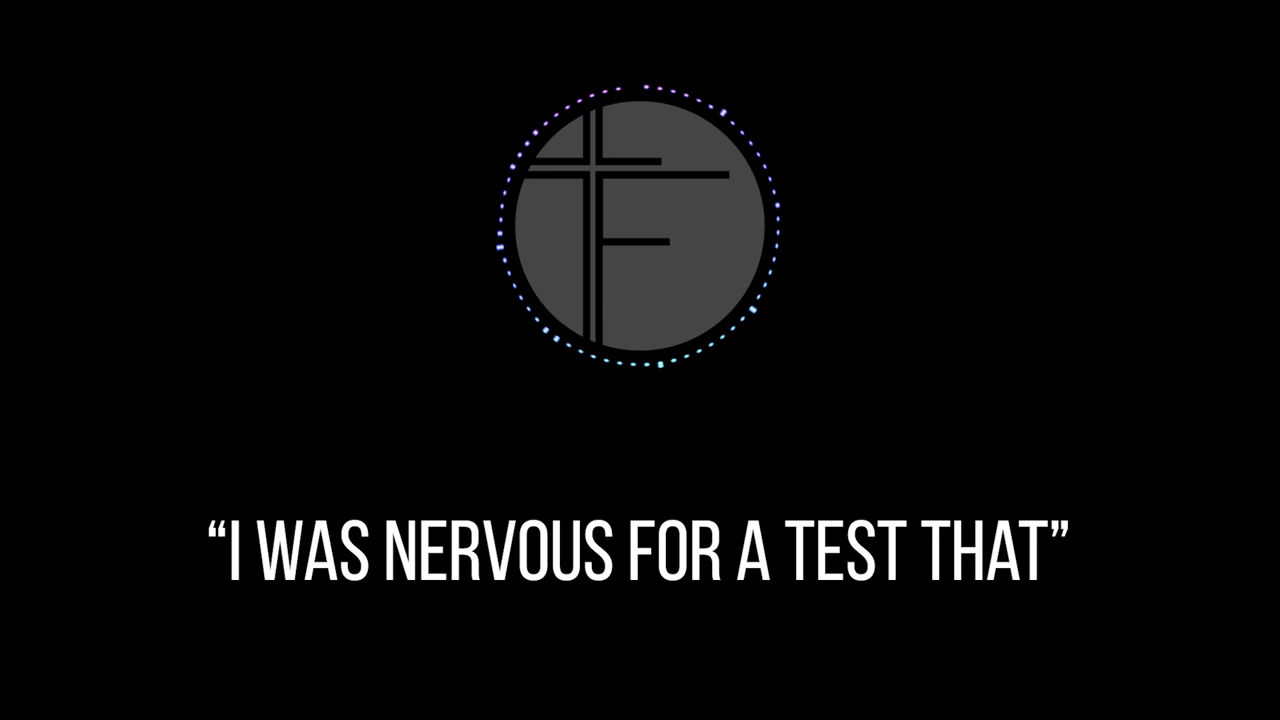 “I WAS NERVOUS FOR A TEST THAT”